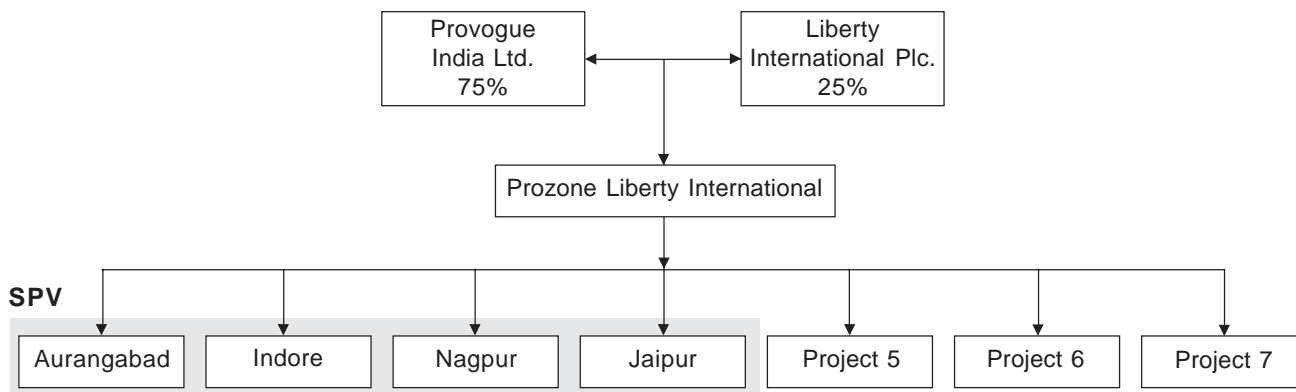 Provogue
India Ltd.
75%
Liberty
International Plc.
25%
Prozone Liberty International
SPV
Aurangabad
Indore
Nagpur
Jaipur
Project 5
Project 6
Project 7